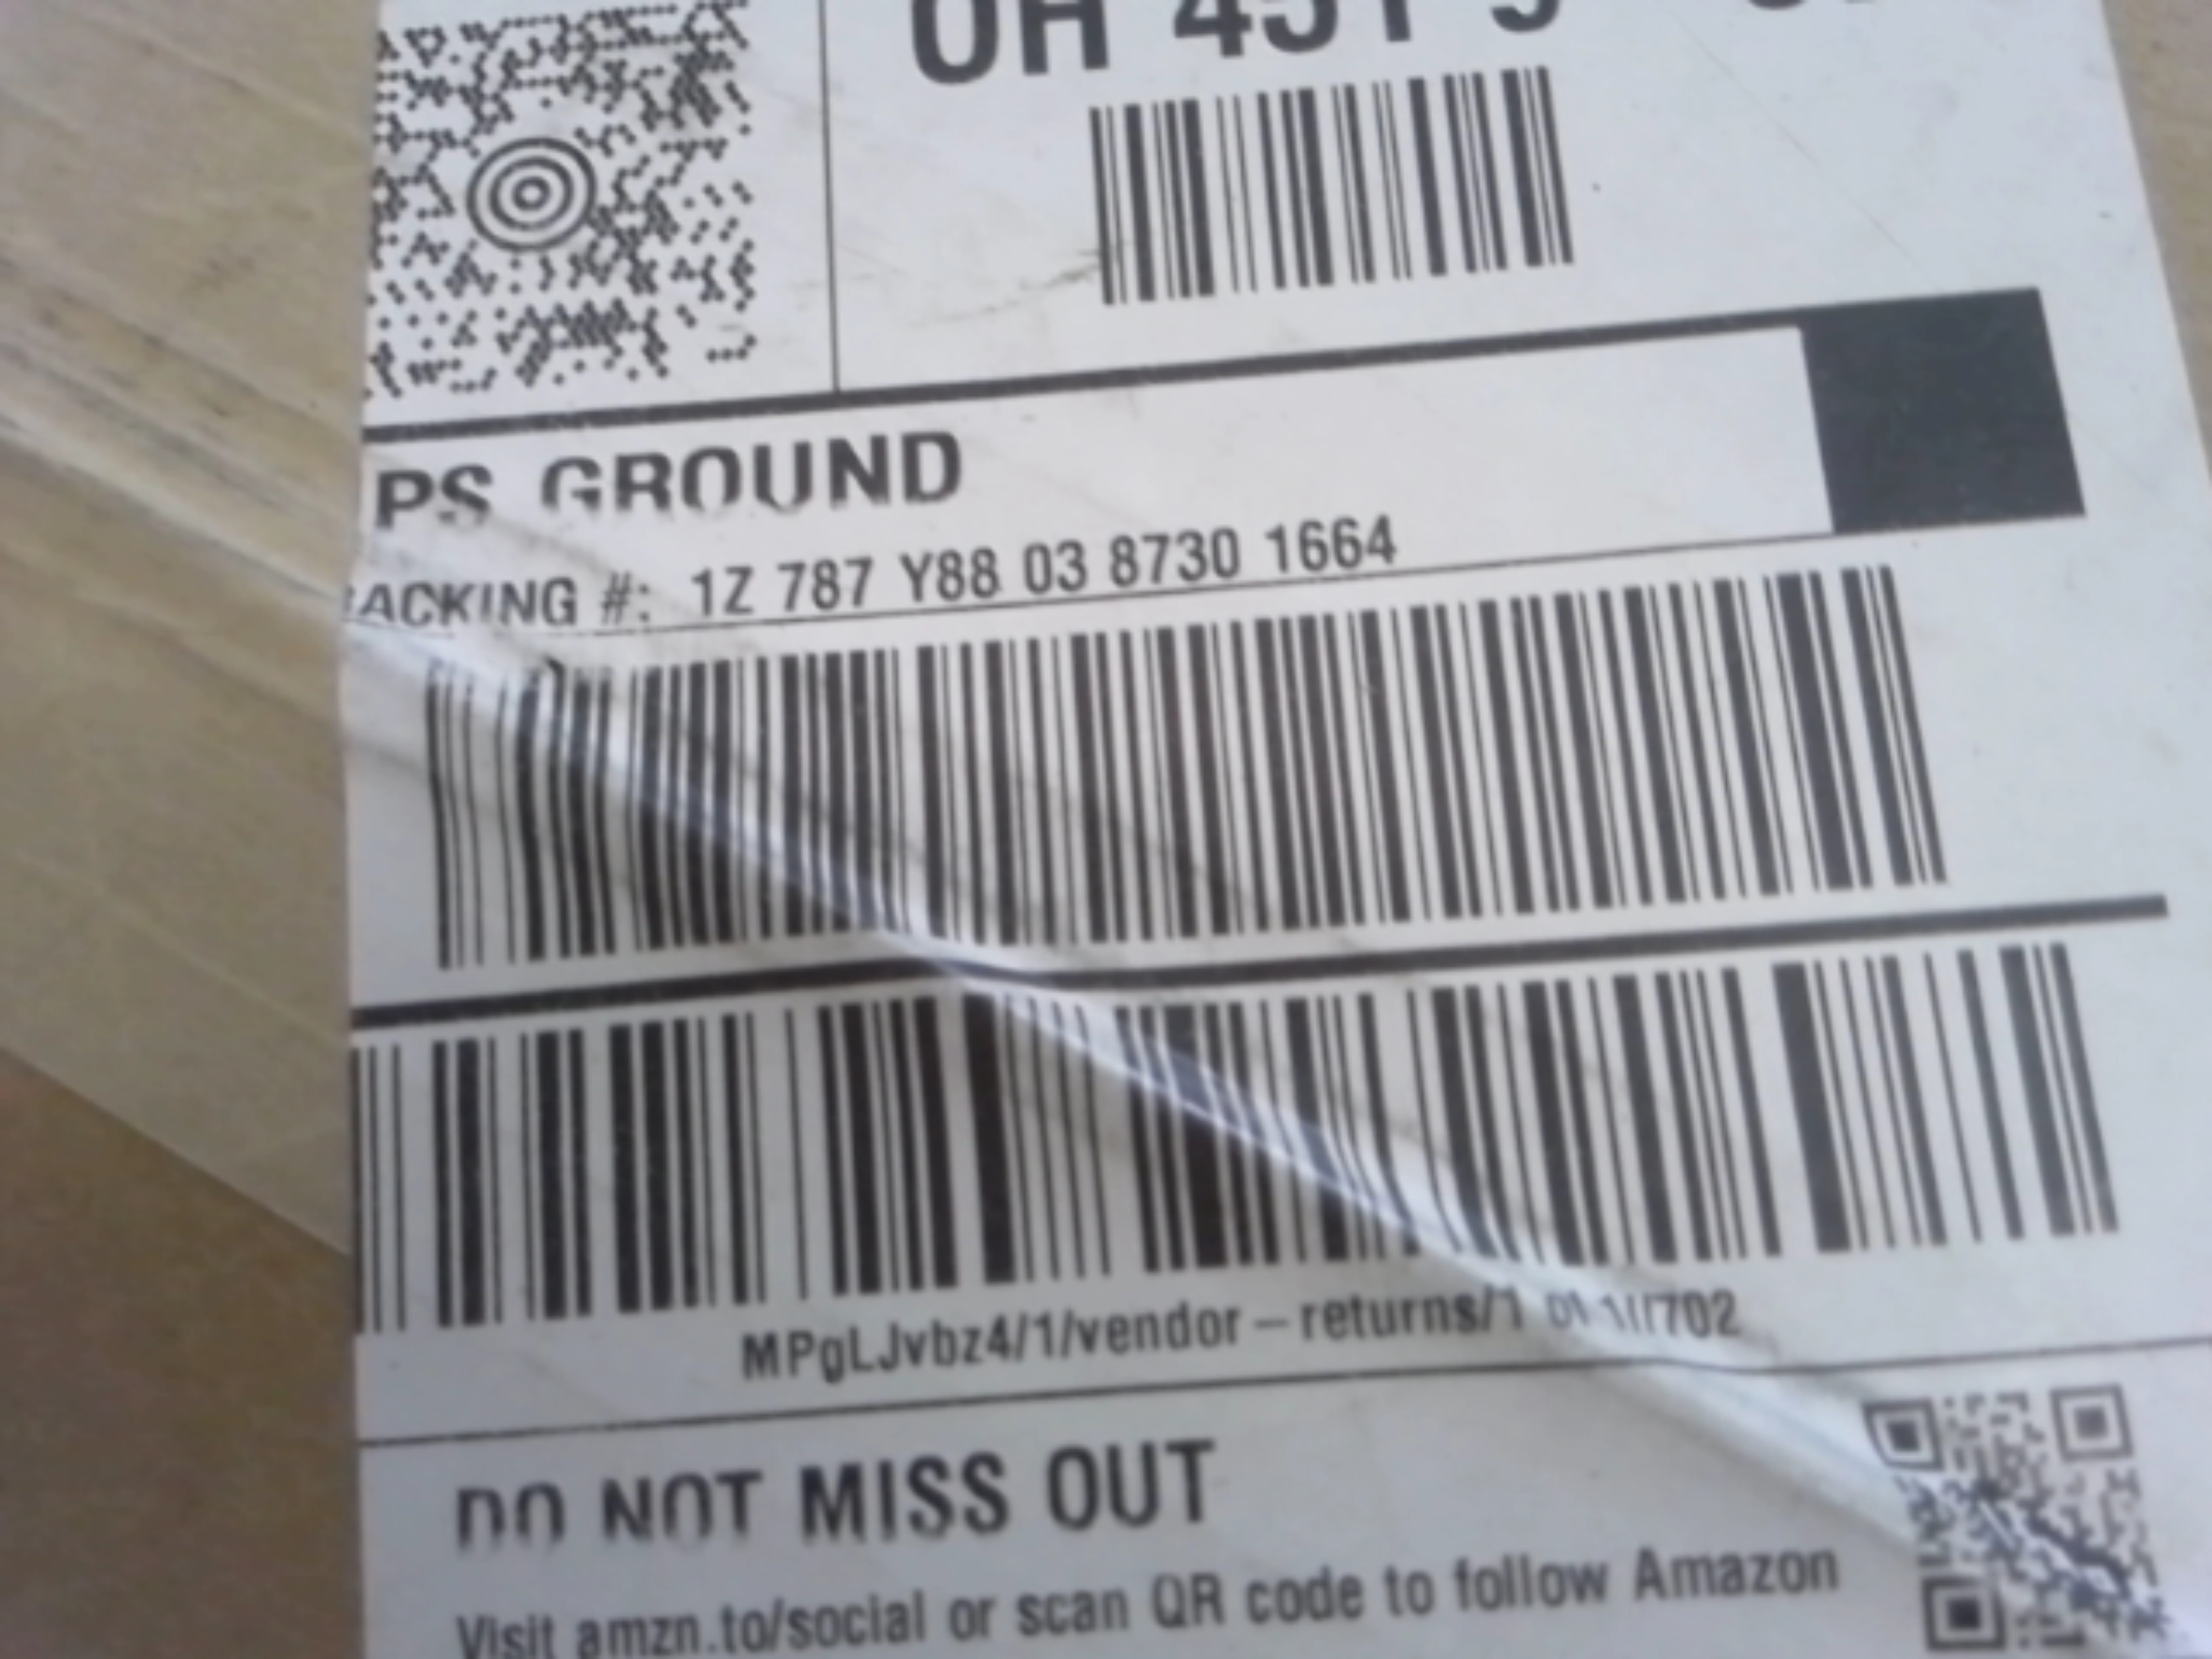 OH 451
PS GROUND
ACKING #: 1Z 787 Y88 03 8730 1664
MPgLJvbz4/1/vendor-returns/1
DO NOT MISS OUT
Visit amzn.to/social or scan QR code to follow Amazon